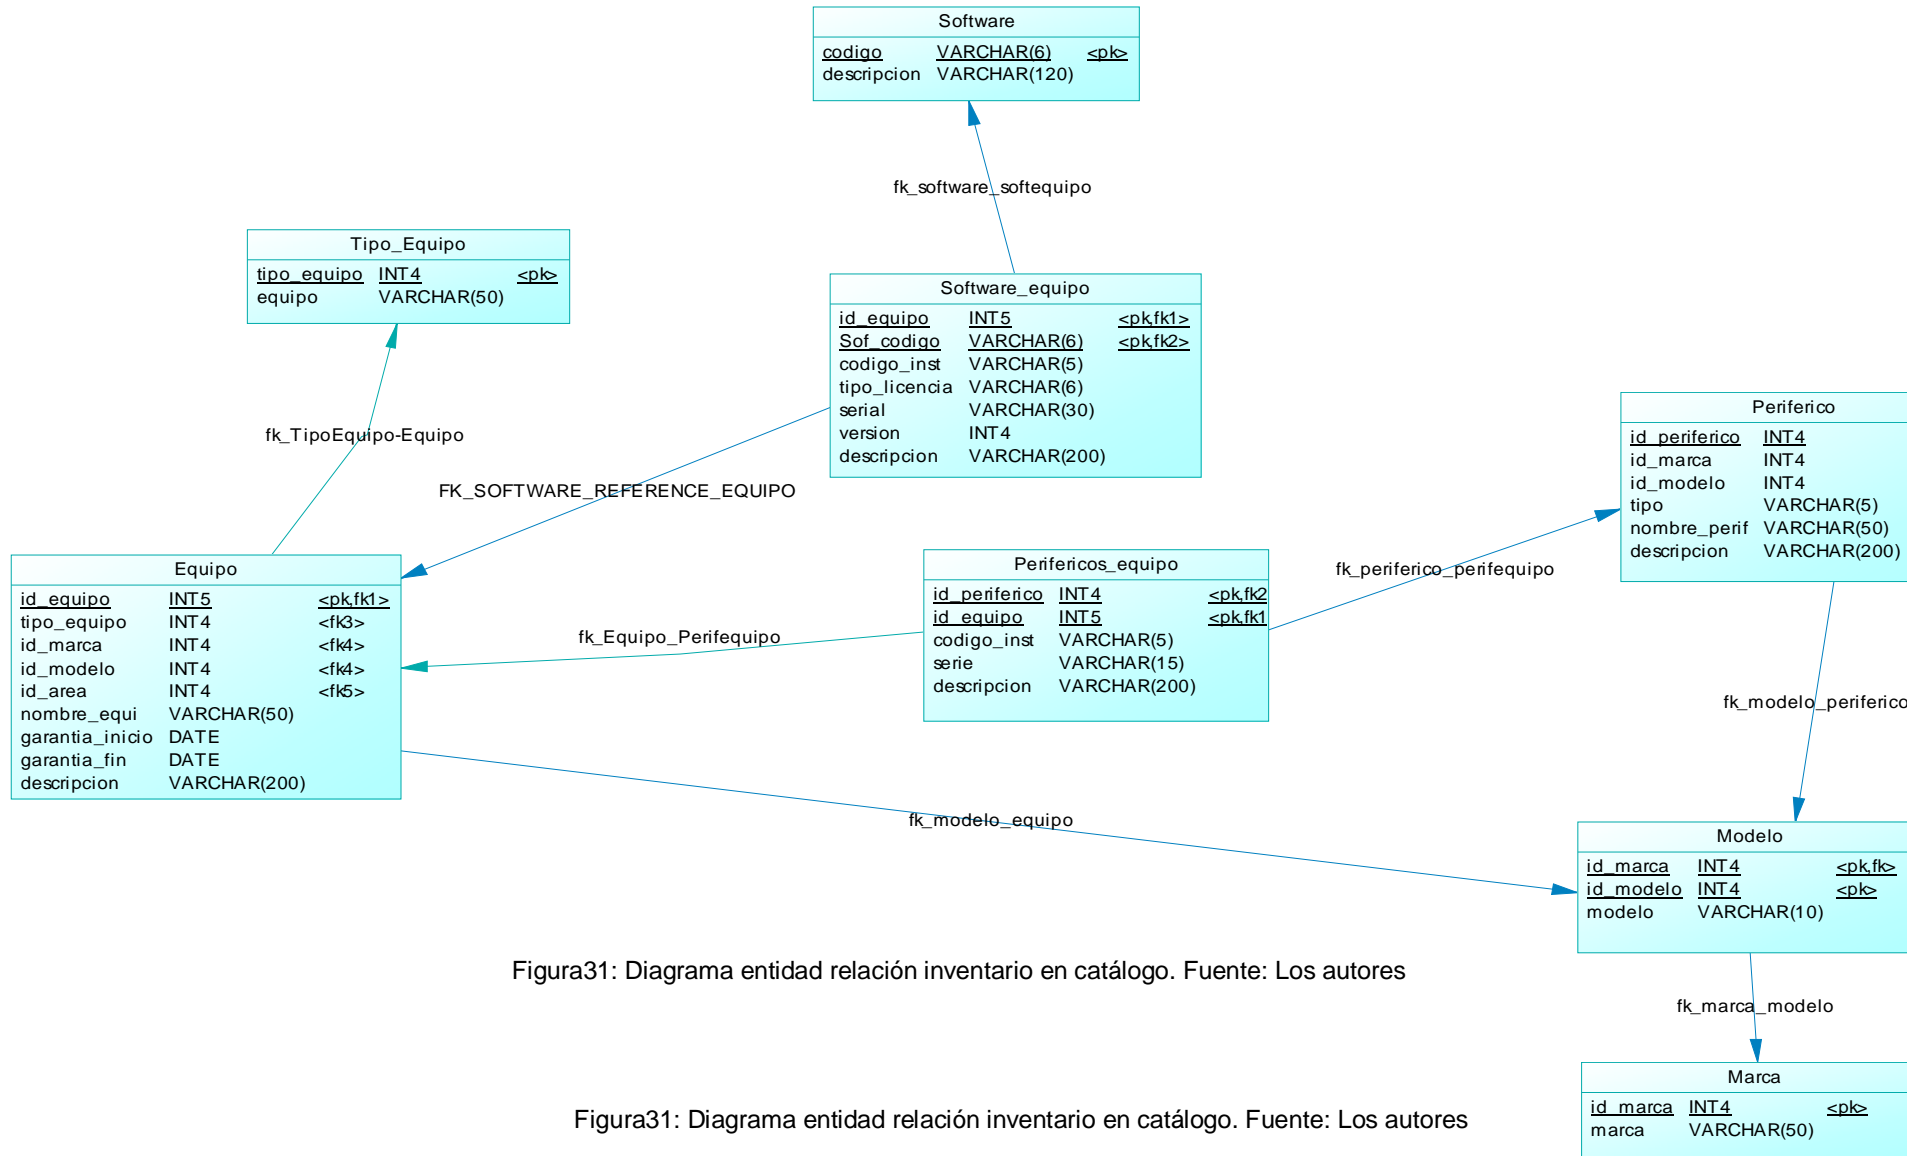 Software
codigo VARCHAR(6) <pk>
descripcion VARCHAR(120)
fk_software_softequipo
Tipo_Equipo
tipo_equipo INT4 <pk>
equipo VARCHAR(50)
fk_TipoEquipo-Equipo
Software_equipo
id_equipo INT5 <pk,fk1>
Sof_codigo VARCHAR(6) <pk,fk2>
codigo_inst VARCHAR(5)
tipo_licencia VARCHAR(6)
serial VARCHAR(30)
version INT4
descripcion VARCHAR(200)
FK_SOFTWARE_REFERENCE_EQUIPO
Periferico
id_periferico INT4
id_marca INT4
id_modelo INT4
tipo VARCHAR(5)
nombre_perif VARCHAR(50)
descripcion VARCHAR(200)
Equipo
id_equipo INT5 <pk,fk1>
tipo_equipo INT4 <fk3>
id_marca INT4 <fk4>
id_modelo INT4 <fk4>
id_area INT4 <fk5>
nombre_equi VARCHAR(50)
garantia_inicio DATE
garantia_fin DATE
descripcion VARCHAR(200)
fk_Equipo_Perifequipo
Perifericos_equipo
id_periferico INT4 <pk,fk2
id_equipo INT5 <pk,fk1
codigo_inst VARCHAR(5)
serie VARCHAR(15)
descripcion VARCHAR(200)
fk_periferico_perifequipo
fk_modelo_periferico
fk_modelo_equipo
Modelo
id_marca INT4 <pk,fk>
id_modelo INT4 <pk>
modelo VARCHAR(10)
Figura31: Diagrama entidad relación inventario en catálogo. Fuente: Los autores
fk_marca_modelo
Marca
id_marca INT4 <pk>
marca VARCHAR(50)
Figura31: Diagrama entidad relación inventario en catálogo. Fuente: Los autores